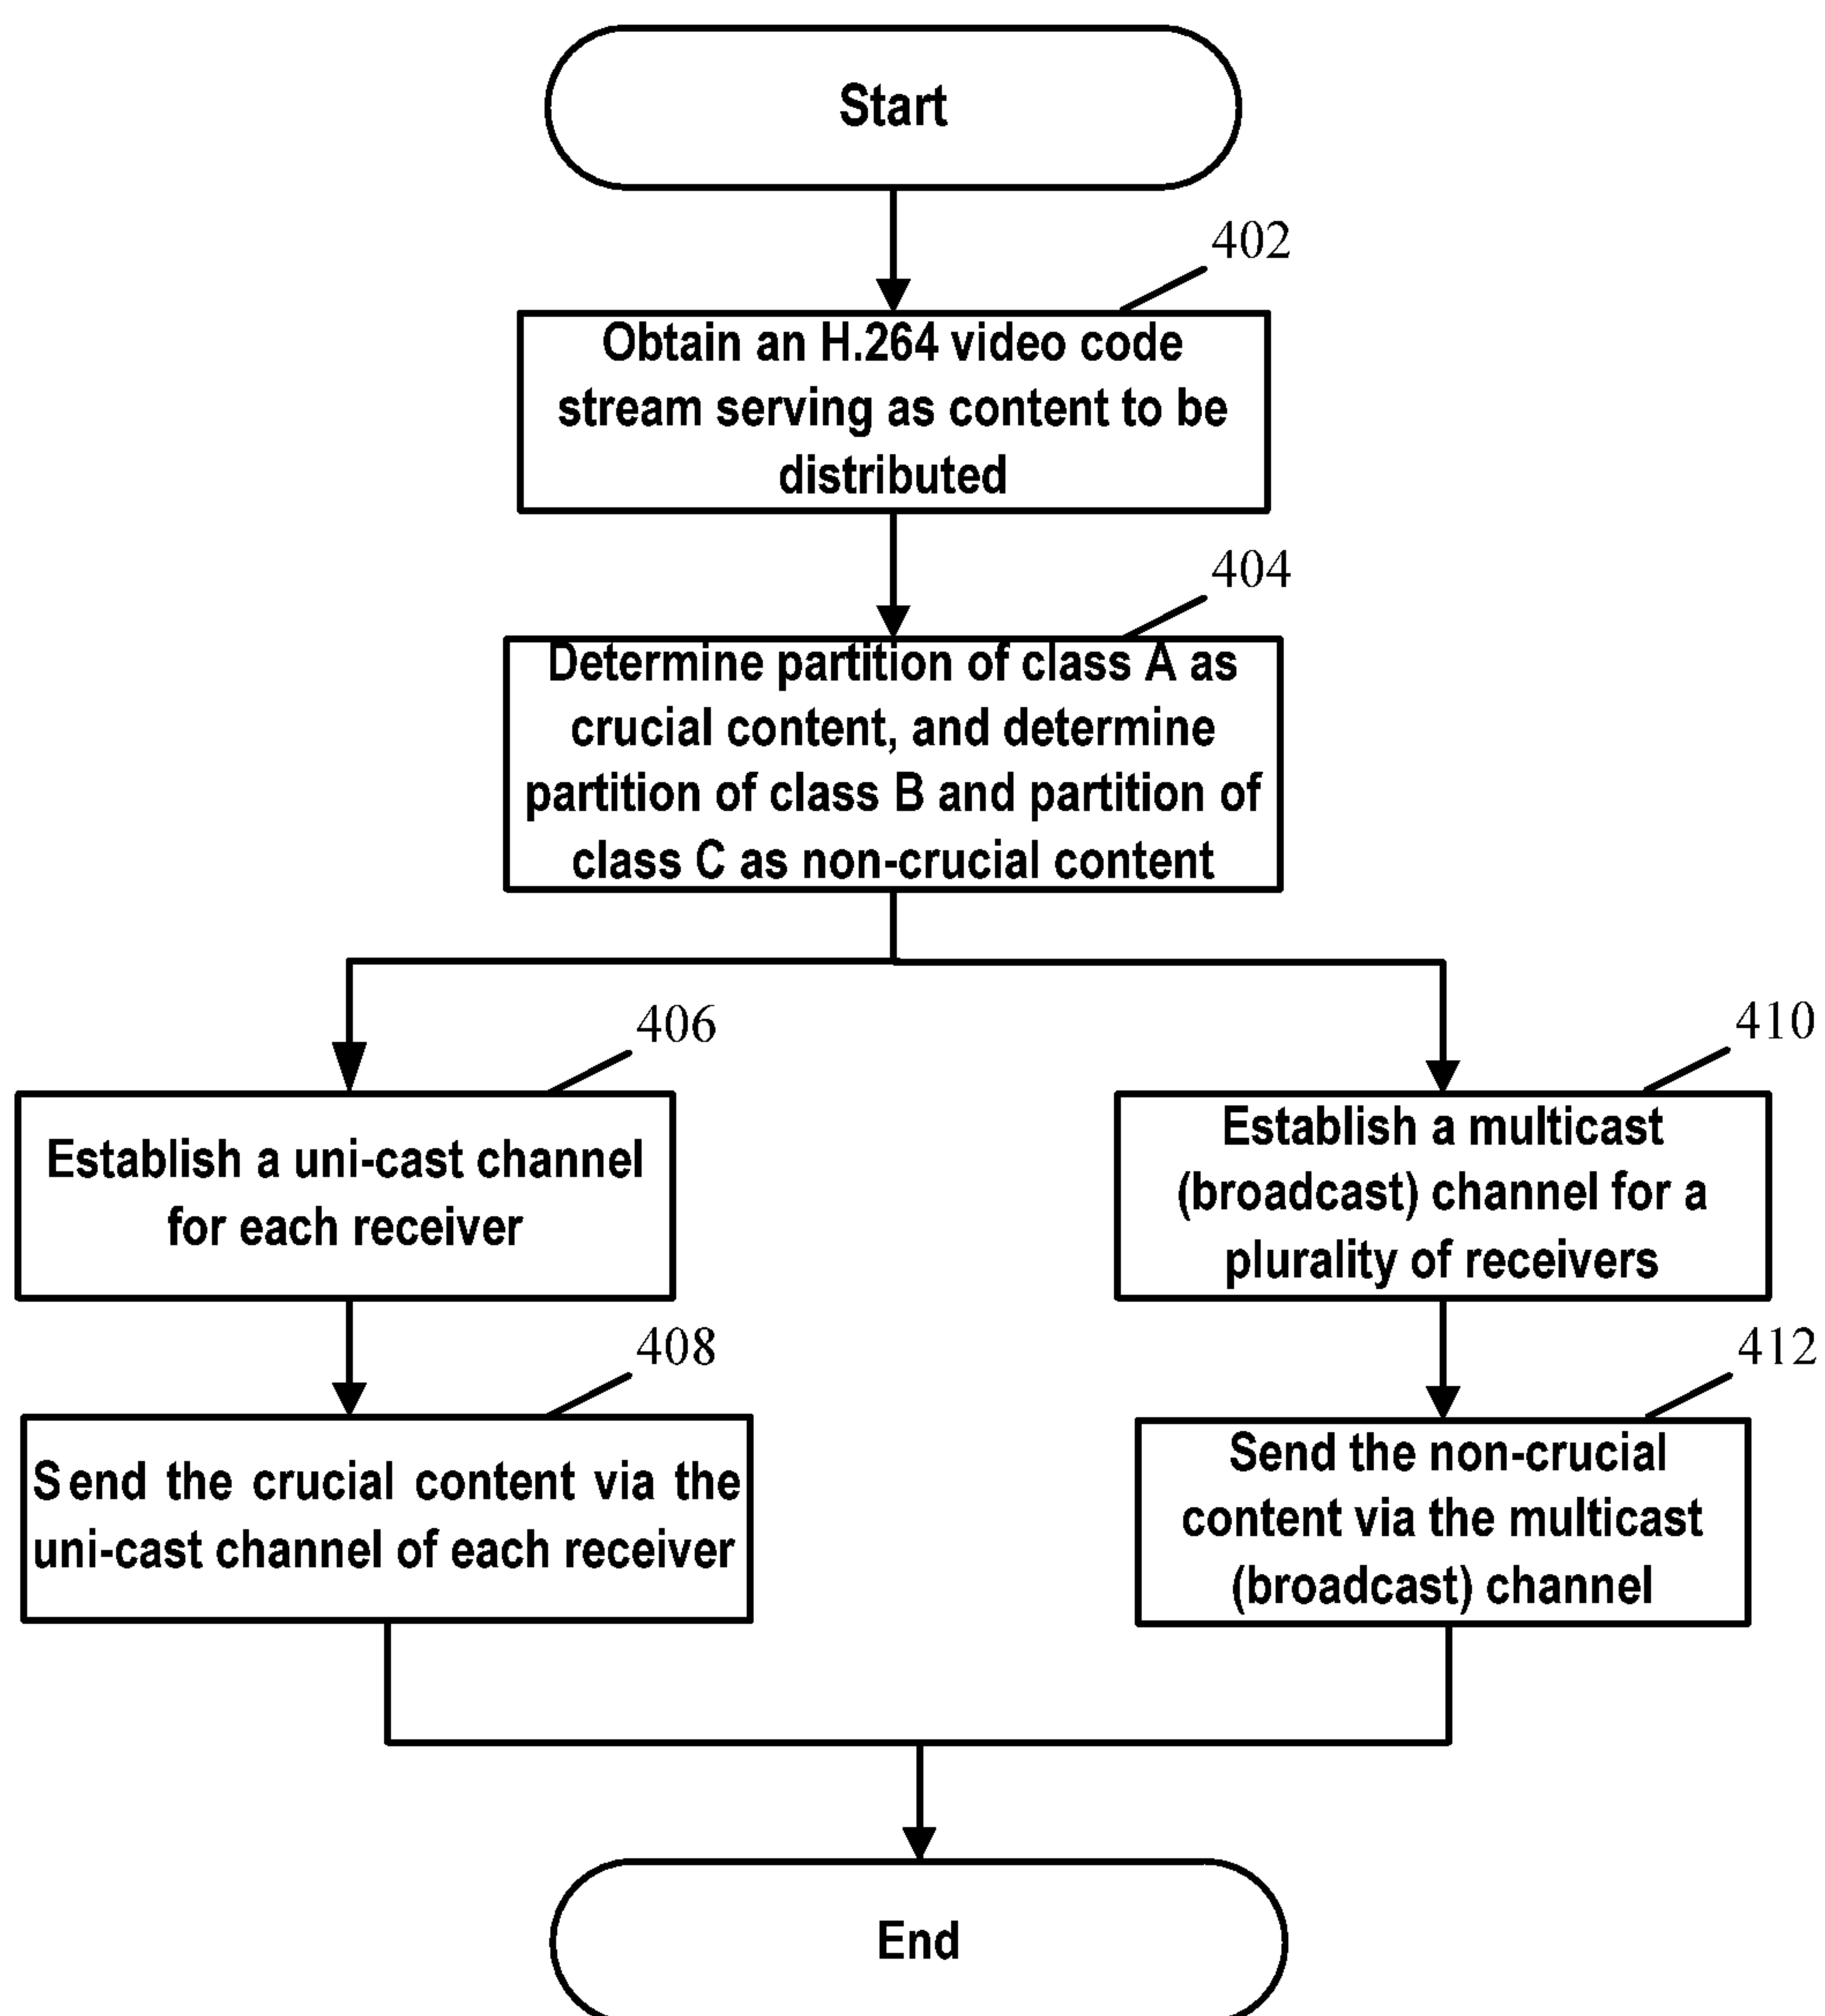 Start
402
Obtain an H.264 video code
stream serving as content to be
distributed
404
Determine partition of class A as
crucial content, and determine
partition of class B and partition of
class C as non-crucial content
406
Establish a uni-cast channel
for each receiver
408
Send the crucial content via the
uni-cast channel of each receiver
410
Establish a multicast
(broadcast) channel for a
plurality of receivers
412
Send the non-crucial
content via the multicast
(broadcast) channel
End